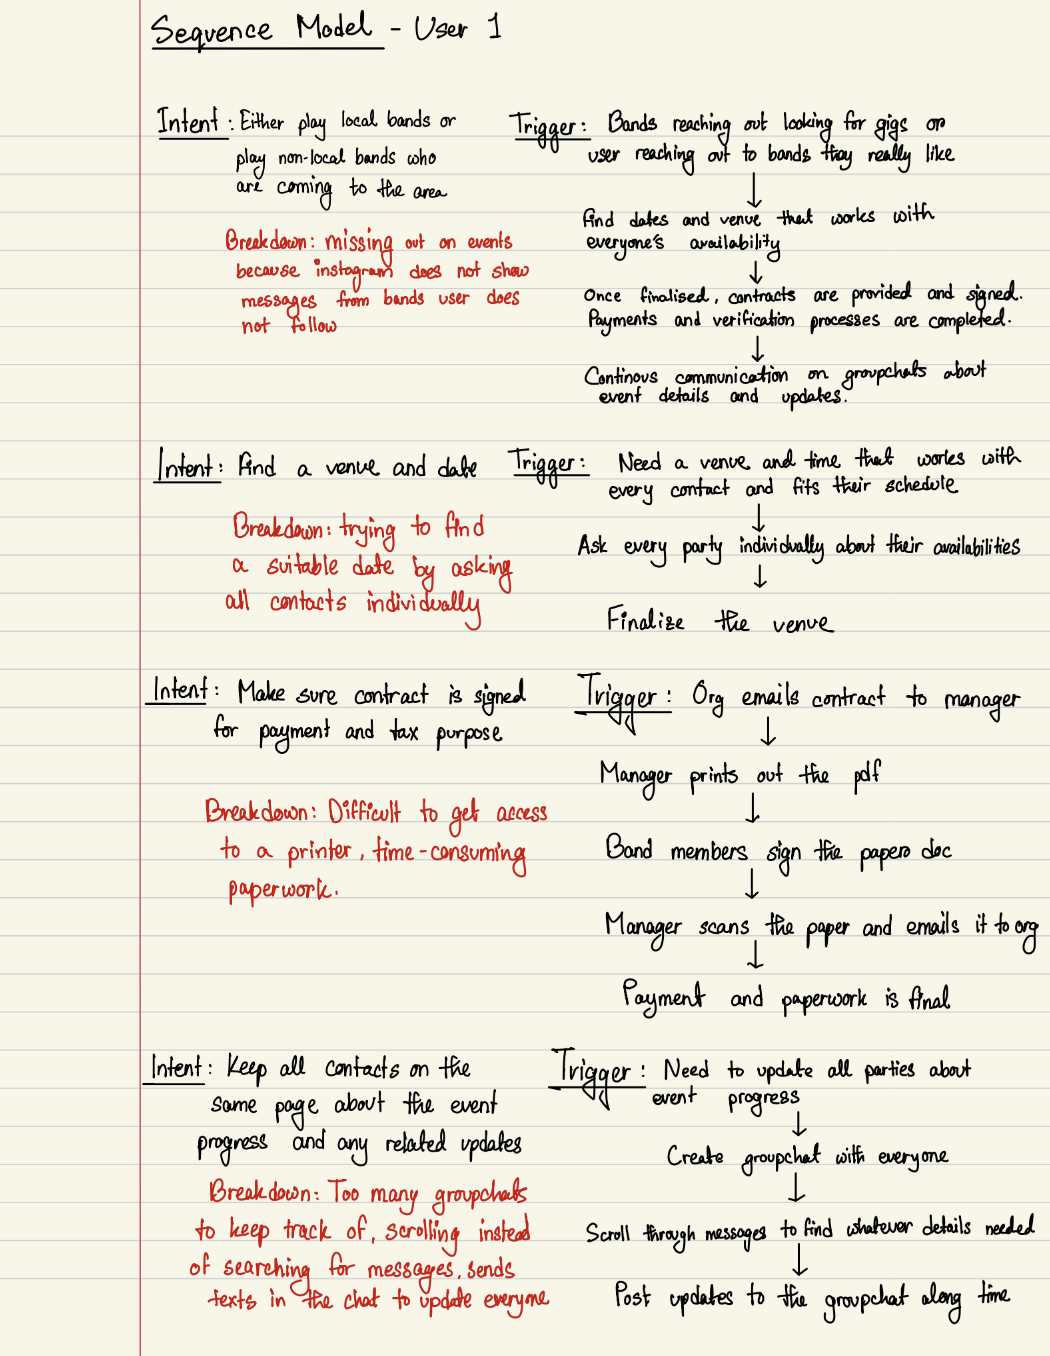 Sequence Model - User 1
Intent : Either play local bands or
play non-local bands who
are coming to the area
Breakdown: missing out on events
because instagram does not show
messages from bands user does
not follow
Trigger: Bands reaching out looking for gigs or
user reaching out to bands they really like
↓
find dates and venue that works with
everyone's availability
↓
Once finalised, contracts are provided and signed.
Payments and verification processes are completed.
↓
Continous communication on groupchats about
event details and updates.
Intent: find a venue and date
Breakdown: trying to find
a suitable date by asking
all contacts individually
Trigger: Need a venue and time that works with
every contact and fits their schedule
↓
Ask every party individually about their availabilities
↓
Finalize the venue
Intent: Make sure contract is signed
for payment and tax purpose
Breakdown: Difficult to get access
to a printer, time-consuming
paperwork.
Trigger: Org emails contract to manager
↓
Manager prints out the pdf
↓
Band members sign the papero doc
↓
Manager scans the paper and emails it to org
↓
Payment and paperwork is final
Intent: Keep all contacts on the
same page about the event
progress and any related updates
Breakdown: Too many groupchats
to keep track of, scrolling instead
of searching for messages, sends
texts in the chat to update everyone
Trigger: Need to update all parties about
event progress
↓
Create groupchat with everyone
↓
Scroll through messages to find whatever details needed
↓
Post updates to the groupchat along time